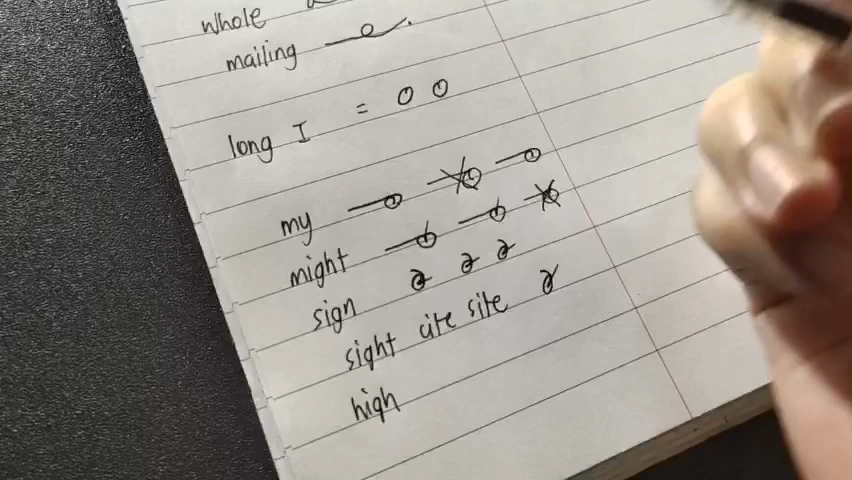 whole
mailing
long I =
my
might
sign
sight cite site
high